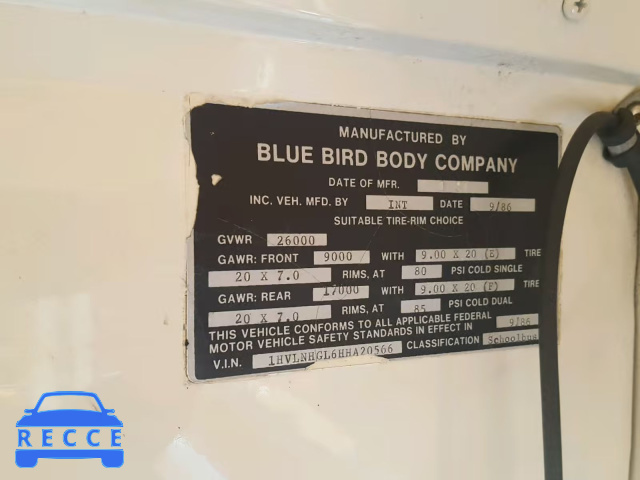 MANUFACTURED BY
BLUE BIRD BODY COMPANY
DATE OF MFR.
INC. VEH. MFD. BY INT DATE 9/86
SUITABLE TIRE-RIM CHOICE
GVWR 26000
GAWR: FRONT 9000 WITH 9.00 X 20 (E) TIRE
20 X 7.0 RIMS, AT 80 PSI COLD SINGLE
GAWR: REAR 17000 WITH 9.00 X 20 (F) TIRE
20 X 7.0 RIMS, AT 85 PSI COLD DUAL
THIS VEHICLE CONFORMS TO ALL APPLICABLE FEDERAL 9/86
MOTOR VEHICLE SAFETY STANDARDS IN EFFECT IN
V.I.N. 1HVLNHGL6HHA20566 CLASSIFICATION Schoolbus
RECCE